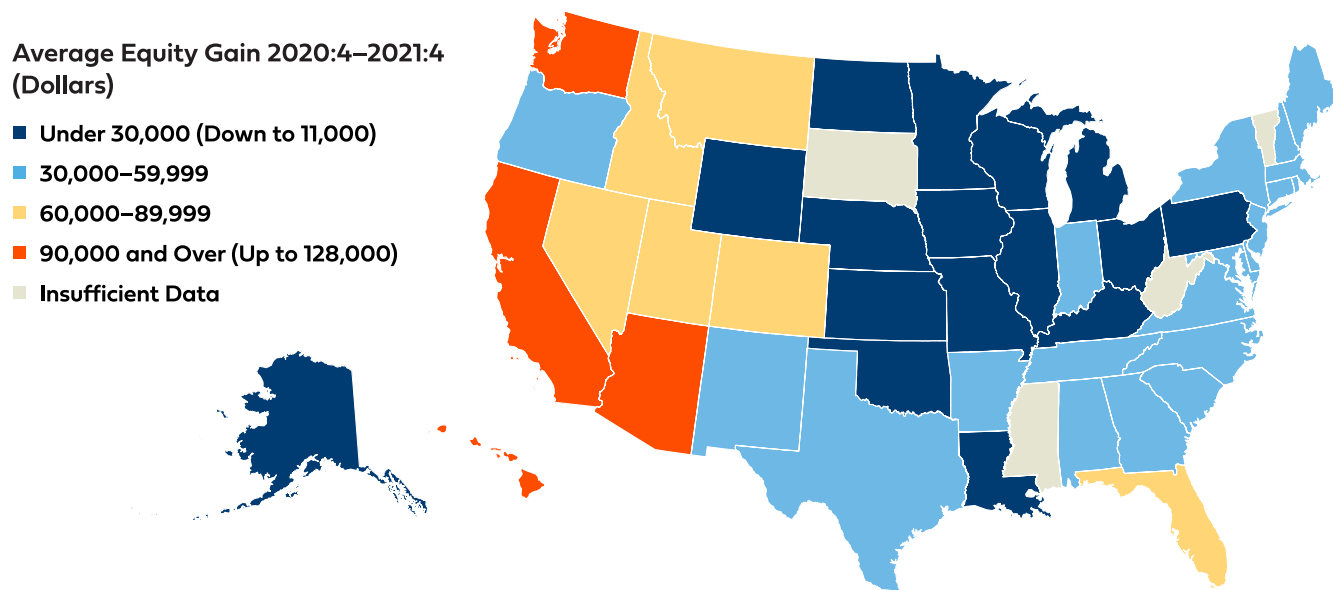 Average Equity Gain 2020:4–2021:4
(Dollars)
Under 30,000 (Down to 11,000)
30,000–59,999
60,000–89,999
90,000 and Over (Up to 128,000)
Insufficient Data